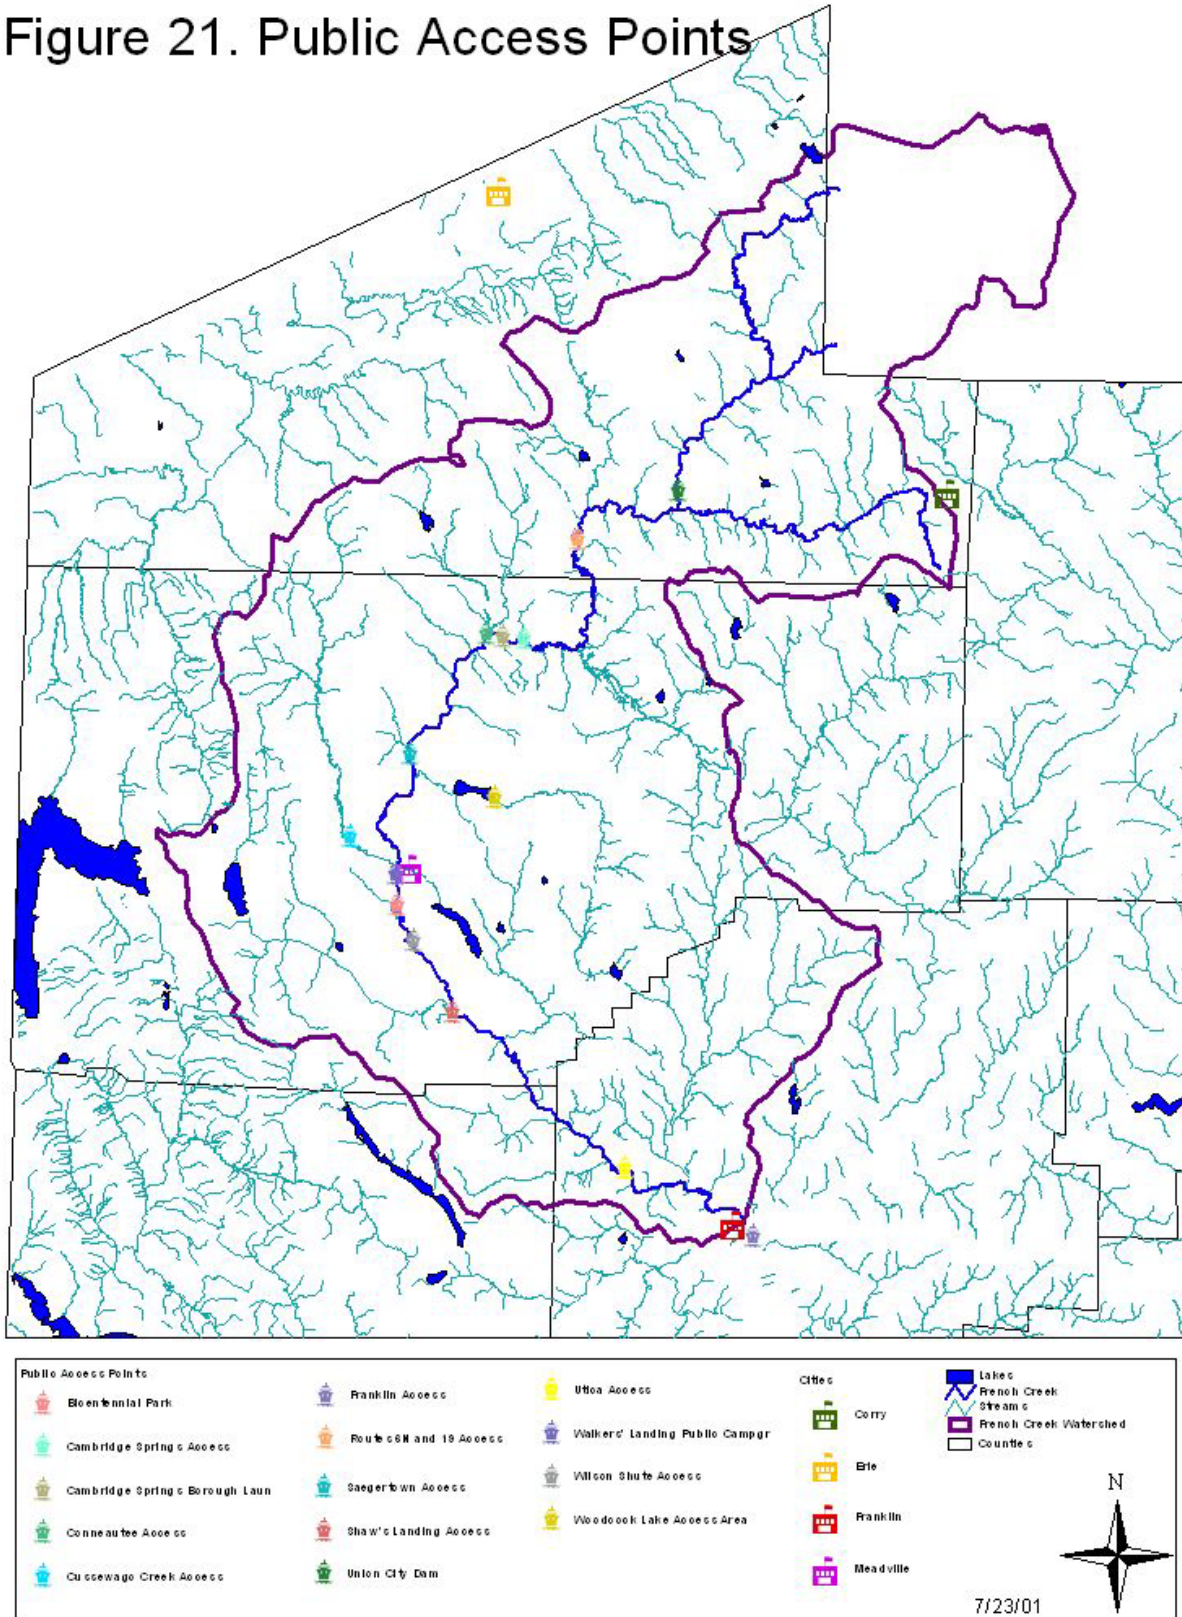 Figure 21. Public Access Points
Public Access Points
Bicentennial Park
Cambridge Springs Access
Cambridge Springs Borough Laun
Conneautee Access
Cussewago Creek Access
Franklin Access
Routes 6N and 19 Access
Saegertown Access
Shaw's Landing Access
Union City Dam
Utica Access
Walkers' Landing Public Campgr
Wilson Shute Access
Woodcock Lake Access Area
Cities
Corry
Erie
Franklin
Meadville
Lakes
French Creek
Streams
French Creek Watershed
Counties
N
7/23/01